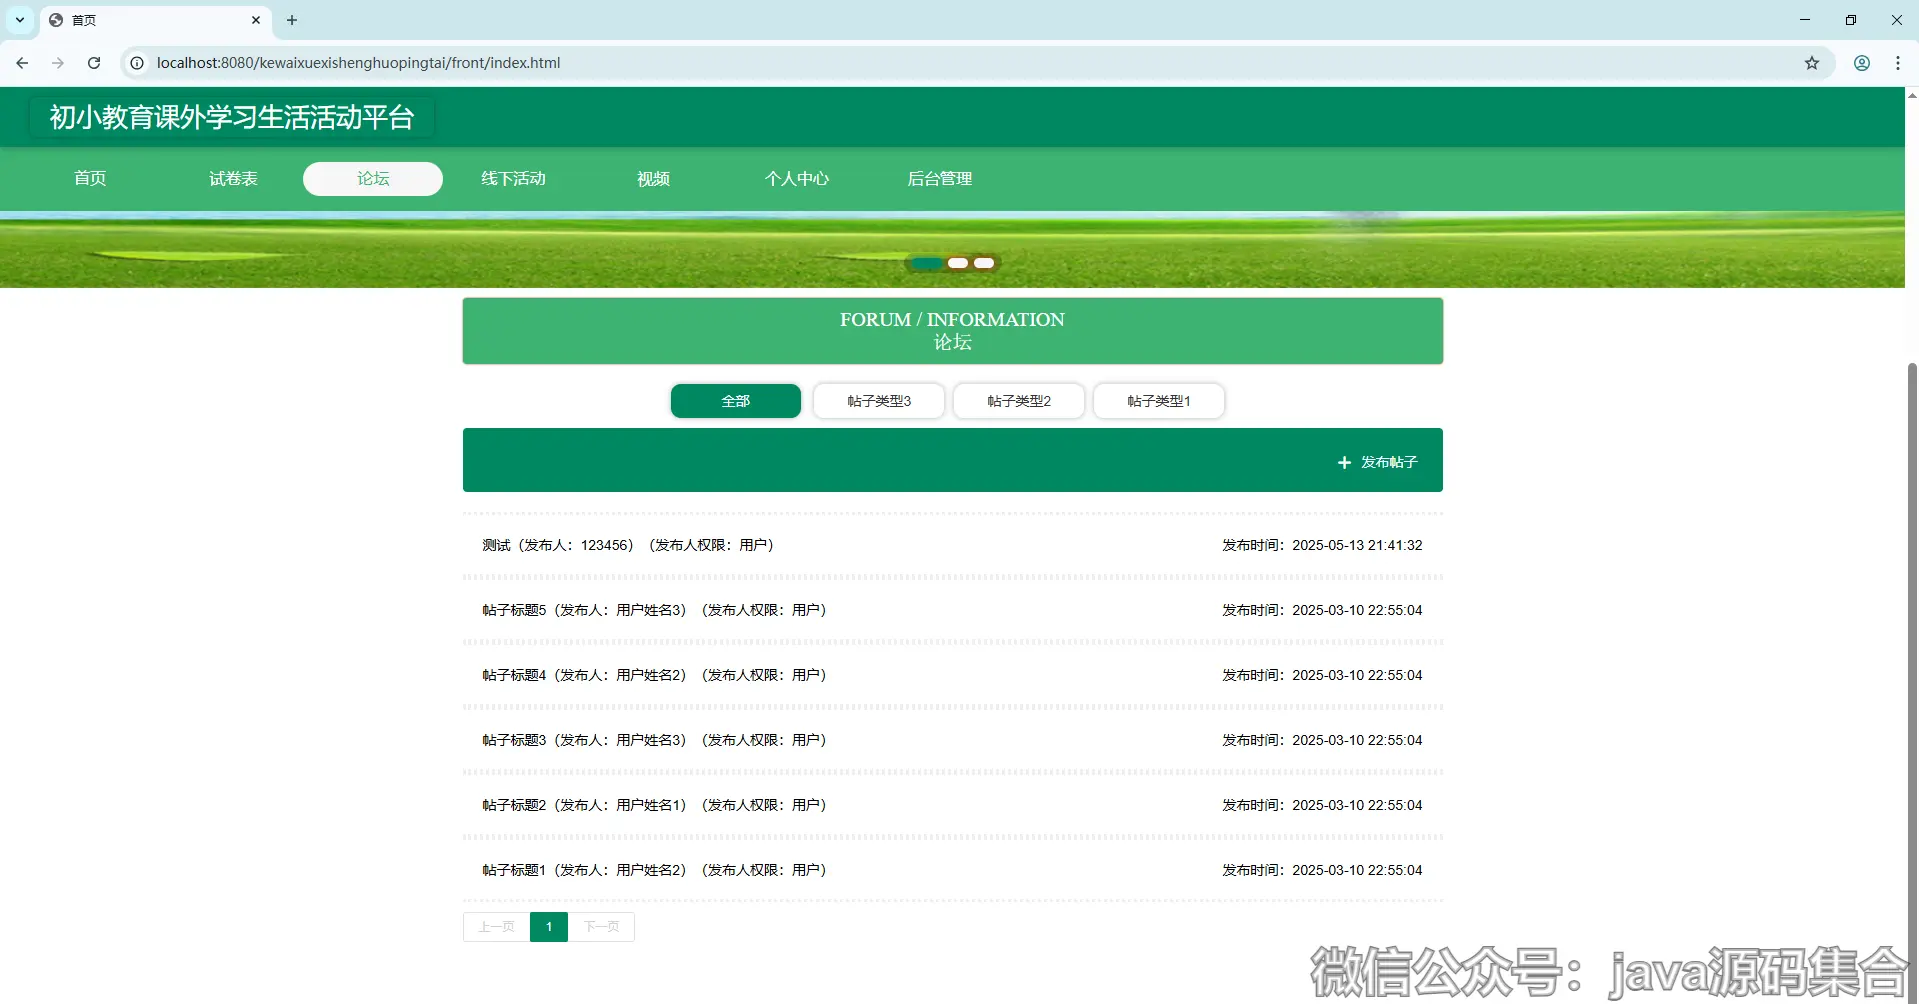 首页
localhost:8080/kewaixuexishenghuopingtai/front/index.html
初小教育课外学习生活活动平台
首页 试卷表 论坛 线下活动 视频 个人中心 后台管理
FORUM / INFORMATION
论坛
全部 帖子类型3 帖子类型2 帖子类型1
发布帖子
测试（发布人：123456）（发布人权限：用户） 发布时间：2025-05-13 21:41:32
帖子标题5（发布人：用户姓名3）（发布人权限：用户） 发布时间：2025-03-10 22:55:04
帖子标题4（发布人：用户姓名2）（发布人权限：用户） 发布时间：2025-03-10 22:55:04
帖子标题3（发布人：用户姓名3）（发布人权限：用户） 发布时间：2025-03-10 22:55:04
帖子标题2（发布人：用户姓名1）（发布人权限：用户） 发布时间：2025-03-10 22:55:04
帖子标题1（发布人：用户姓名2）（发布人权限：用户） 发布时间：2025-03-10 22:55:04
上一页 1 下一页
微信公众号：java源码集合